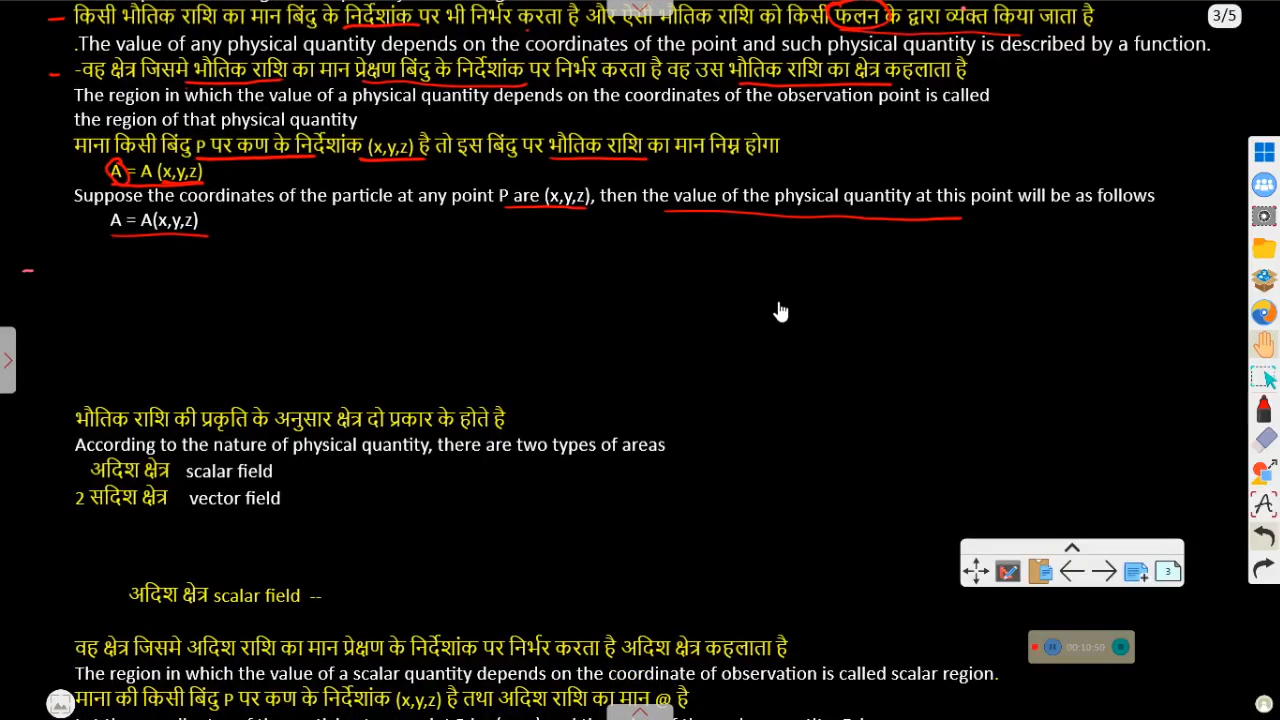 किसी भौतिक राशि का मान बिंदु के निर्देशांक पर भी निर्भर करता है और ऐसी भौतिक राशि को किसी फलन के द्वारा व्यक्त किया जाता है
3/5
.The value of any physical quantity depends on the coordinates of the point and such physical quantity is described by a function.
-वह क्षेत्र जिसमे भौतिक राशि का मान प्रेक्षण बिंदु के निर्देशांक पर निर्भर करता है वह उस भौतिक राशि का क्षेत्र कहलाता है
The region in which the value of a physical quantity depends on the coordinates of the observation point is called
the region of that physical quantity
माना किसी बिंदु P पर कण के निर्देशांक (x,y,z) है तो इस बिंदु पर भौतिक राशि का मान निम्न होगा
A = A (x,y,z)
Suppose the coordinates of the particle at any point P are (x,y,z), then the value of the physical quantity at this point will be as follows
A = A(x,y,z)
भौतिक राशि की प्रकृति के अनुसार क्षेत्र दो प्रकार के होते है
According to the nature of physical quantity, there are two types of areas
अदिश क्षेत्र scalar field
2 सदिश क्षेत्र vector field
3
अदिश क्षेत्र scalar field --
वह क्षेत्र जिसमे अदिश राशि का मान प्रेक्षण के निर्देशांक पर निर्भर करता है अदिश क्षेत्र कहलाता है
00:10:50
The region in which the value of a scalar quantity depends on the coordinate of observation is called scalar region.
माना की किसी बिंदु P पर कण के निर्देशांक (x,y,z) है तथा अदिश राशि का मान @ है